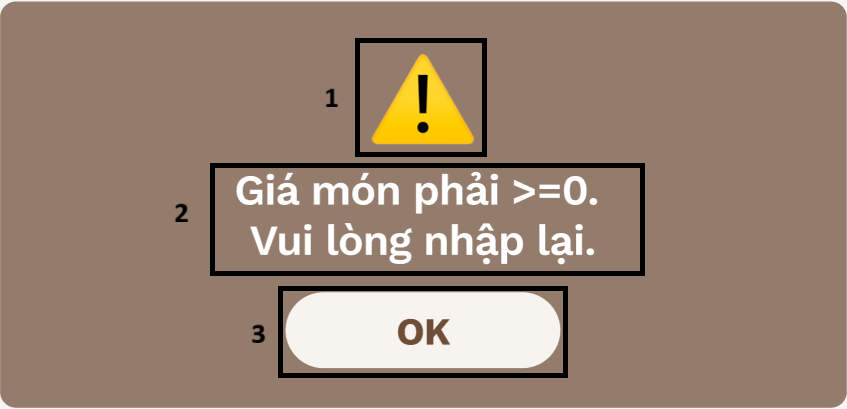 1
2
Giá món phải >=0.
Vui lòng nhập lại.
3
OK